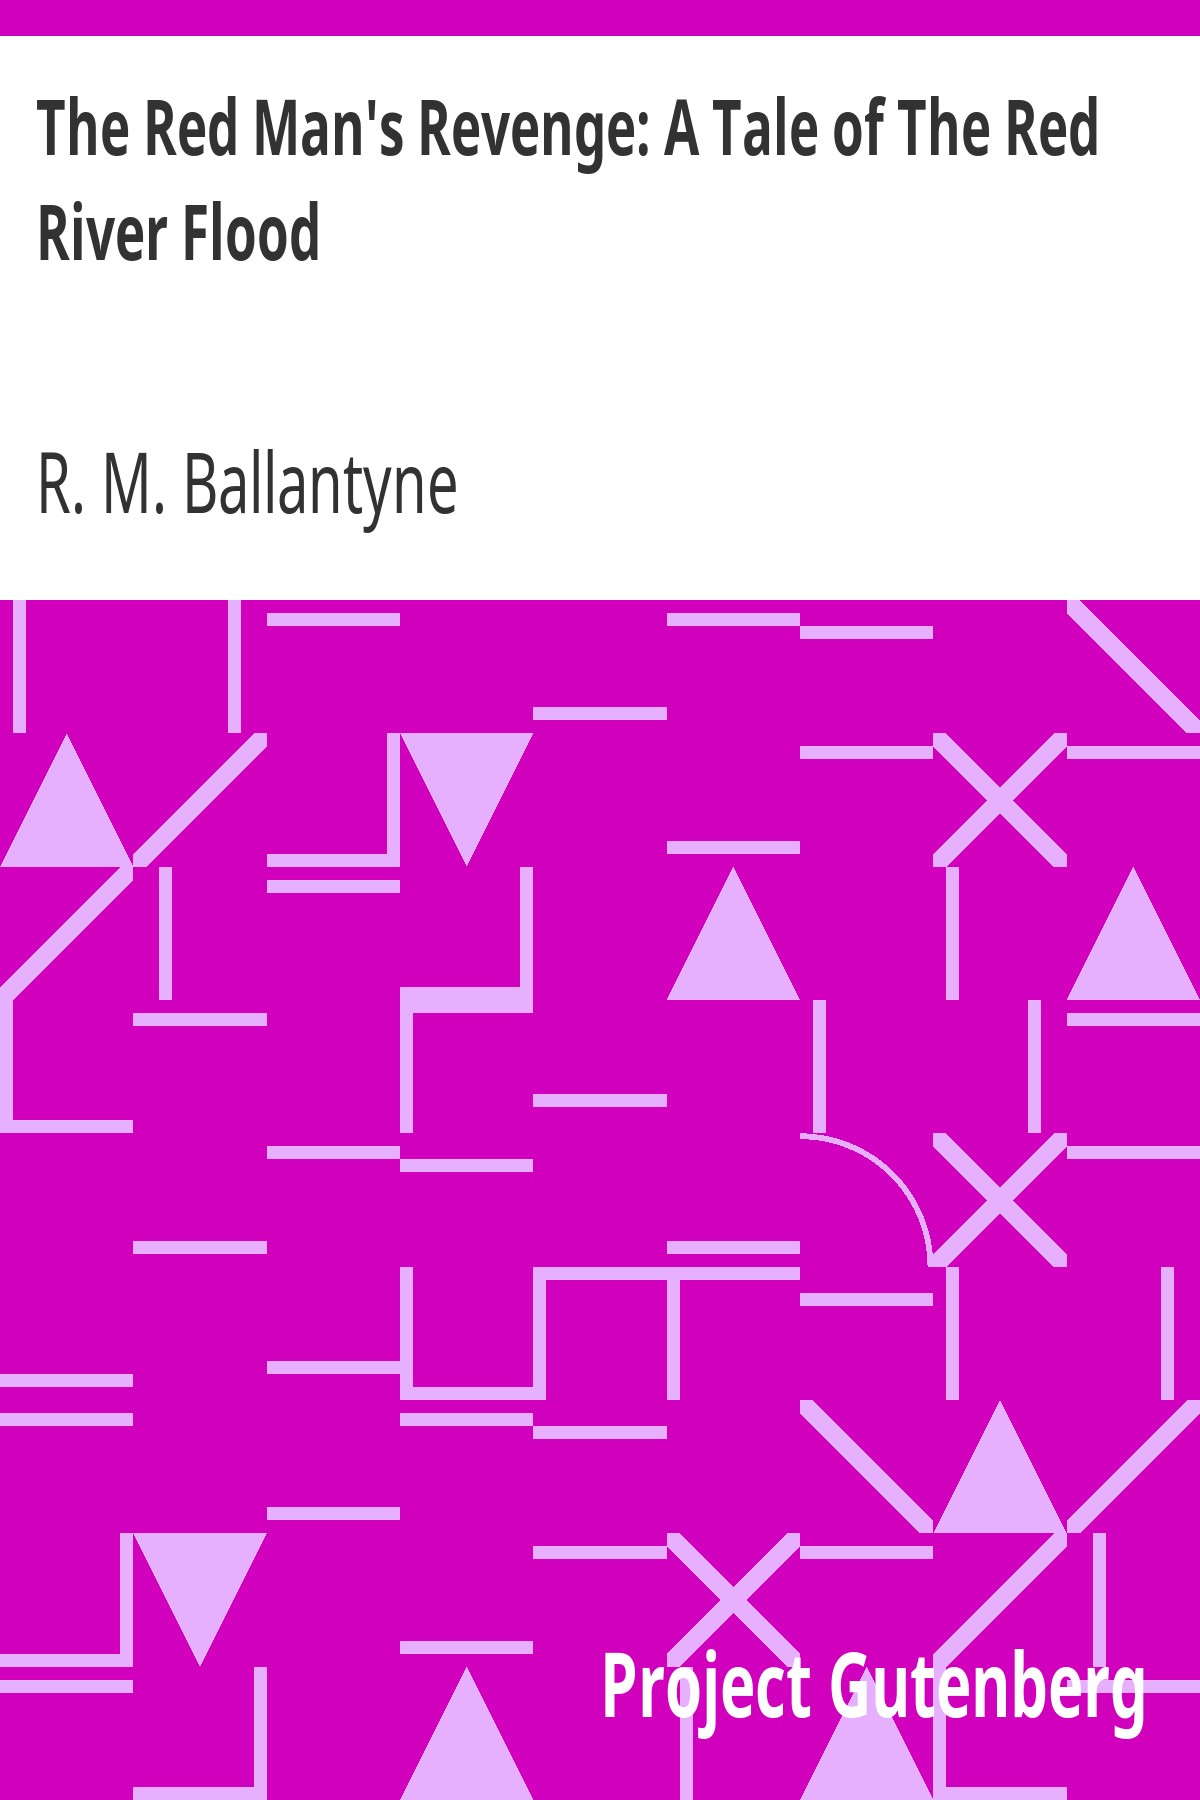 The Red Man's Revenge: A Tale of The Red
River Flood
R. M. Ballantyne
Project Gutenberg